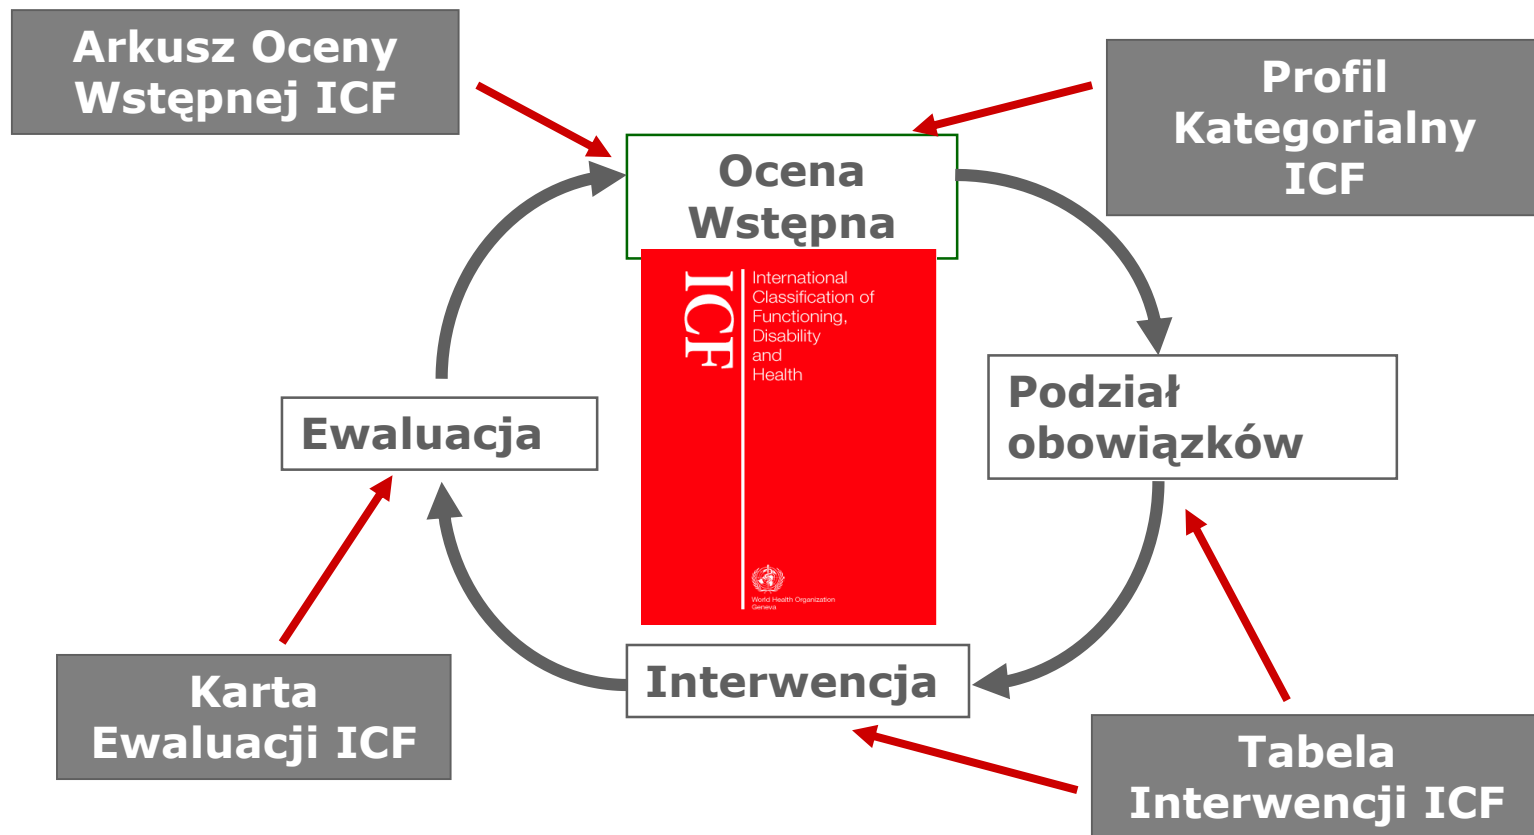 Arkusz Oceny
Wstępnej ICF
Profil
Kategorialny
ICF
Ocena
Wstępna
ICF
International
Classification of
Functioning,
Disability
and
Health
World Health Organization
Geneva
Podział
obowiązków
Ewaluacja
Interwencja
Karta
Ewaluacji ICF
Tabela
Interwencji ICF